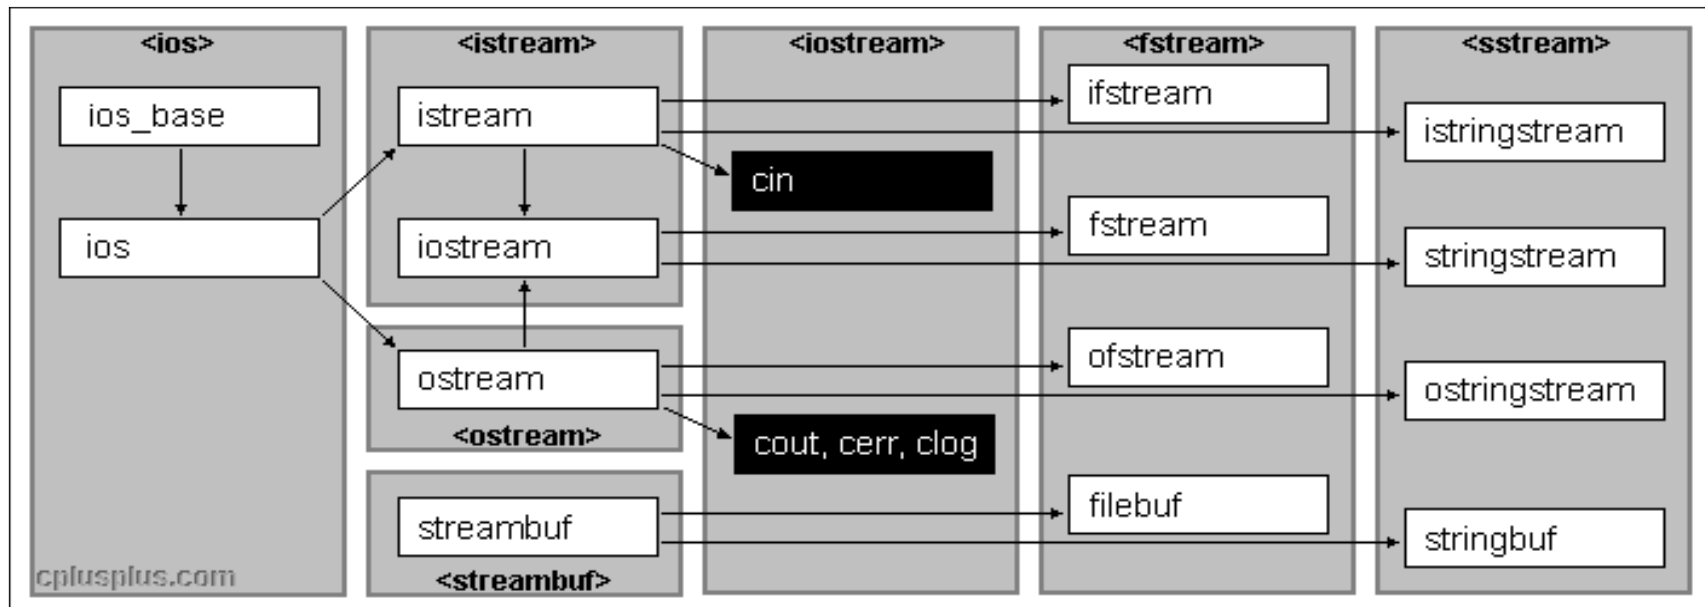 <ios>
ios_base
ios
cplusplus.com
<istream>
istream
iostream
ostream
<ostream>
streambuf
<streambuf>
<iostream>
cin
cout, cerr, clog
<fstream>
ifstream
fstream
ofstream
filebuf
<sstream>
istringstream
stringstream
ostringstream
stringbuf